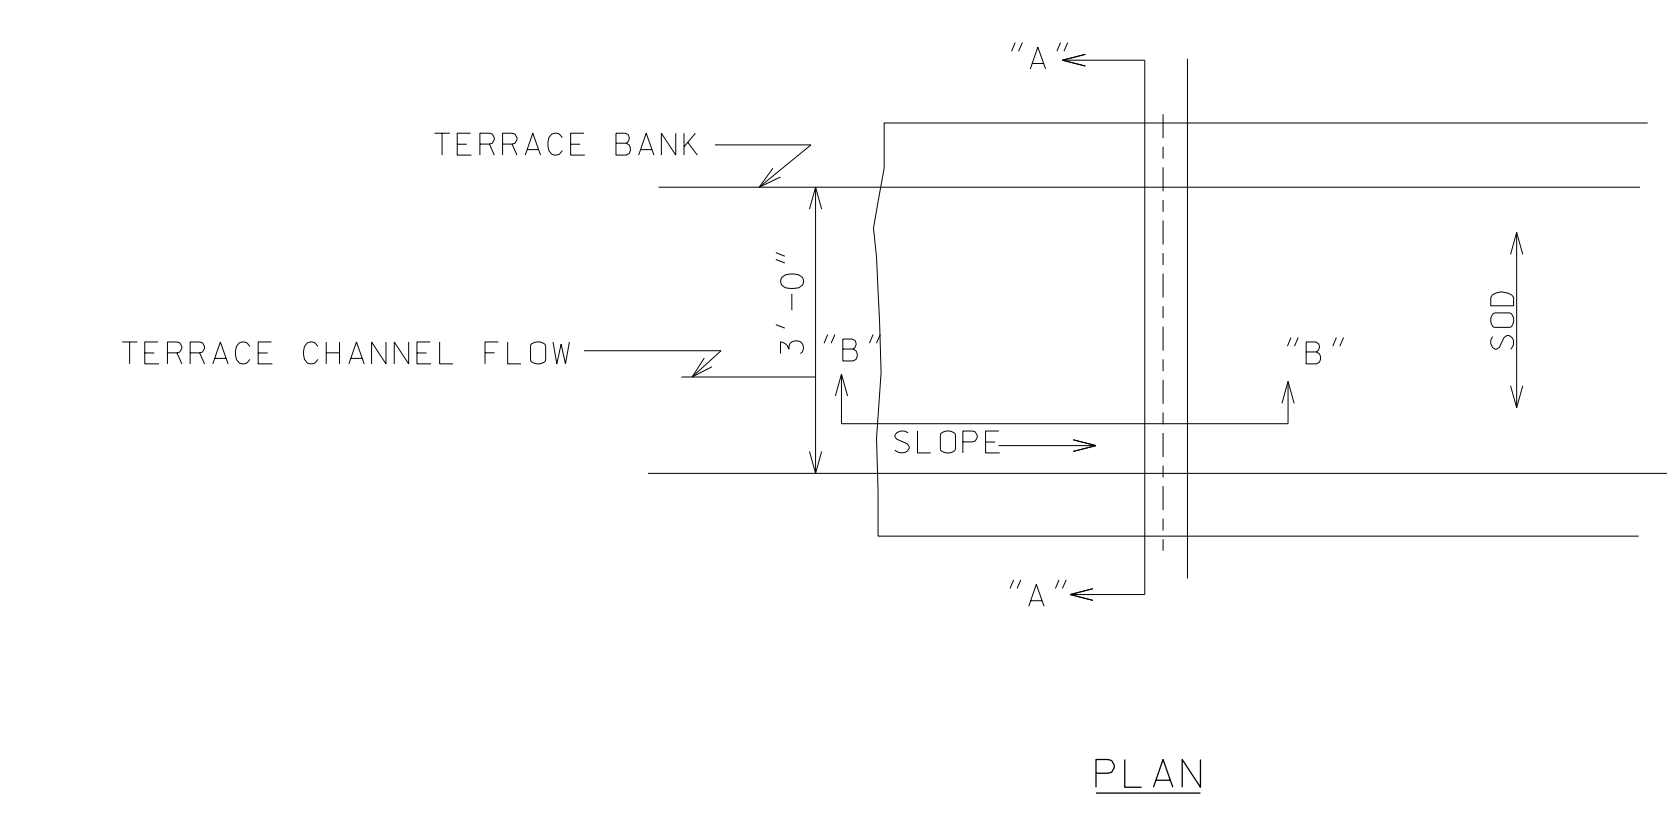 "A"
TERRACE BANK
3'-0"
"B"
"B"
SOD
TERRACE CHANNEL FLOW
SLOPE
"A"
PLAN